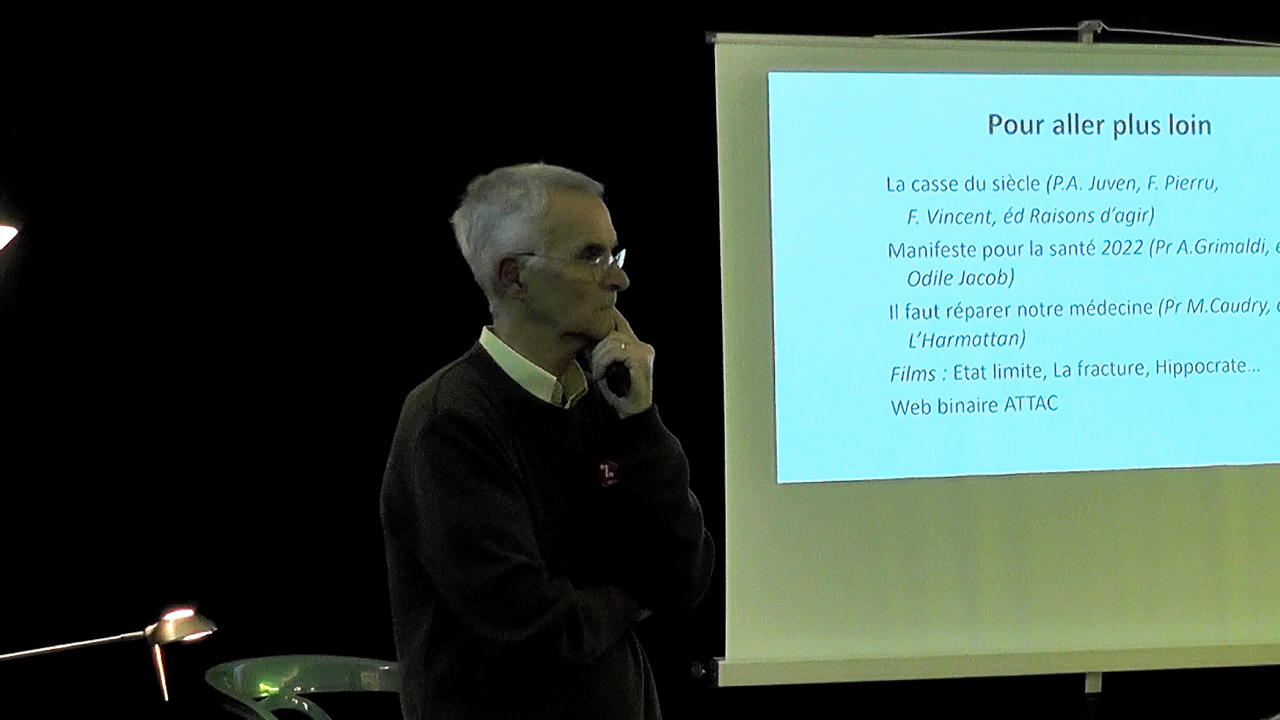 Pour aller plus loin
La casse du siècle (P.A. Juven, F. Pierru,
F. Vincent, éd Raisons d'agir)
Manifeste pour la santé 2022 (Pr A.Grimaldi,
Odile Jacob)
Il faut réparer notre médecine (Pr M.Caudry,
L'Harmattan)
Films : Etat limite, La fracture, Hippocrate...
Web binaire ATTAC